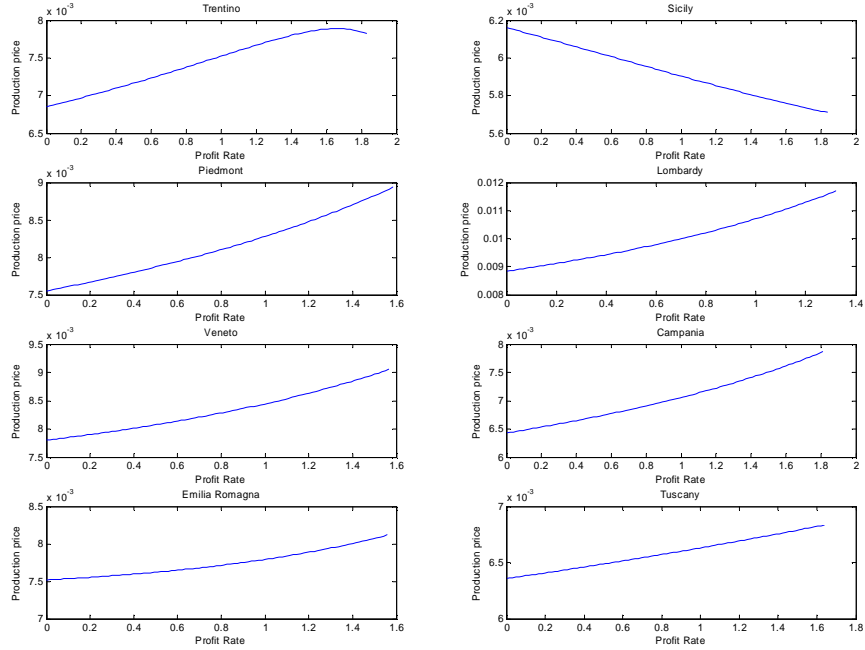 Trentino
x 10^-3
8
7.5
7
6.5
Production price
0 0.2 0.4 0.6 0.8 1 1.2 1.4 1.6 1.8 2
Profit Rate
Sicily
x 10^-3
6.2
6
5.8
5.6
Production price
0 0.2 0.4 0.6 0.8 1 1.2 1.4 1.6 1.8 2
Profit Rate
Piedmont
x 10^-3
9
8.5
8
7.5
Production price
0 0.2 0.4 0.6 0.8 1 1.2 1.4 1.6
Profit Rate
Lombardy
0.012
0.011
0.01
0.009
0.008
Production price
0 0.2 0.4 0.6 0.8 1 1.2 1.4
Profit Rate
Veneto
x 10^-3
9.5
9
8.5
8
7.5
Production price
0 0.2 0.4 0.6 0.8 1 1.2 1.4 1.6
Profit Rate
Campania
x 10^-3
8
7.5
7
6.5
6
Production price
0 0.2 0.4 0.6 0.8 1 1.2 1.4 1.6 1.8 2
Profit Rate
Emilia Romagna
x 10^-3
8.5
8
7.5
7
Production price
0 0.2 0.4 0.6 0.8 1 1.2 1.4 1.6
Profit Rate
Tuscany
x 10^-3
7
6.5
6
Production price
0 0.2 0.4 0.6 0.8 1 1.2 1.4 1.6 1.8
Profit Rate